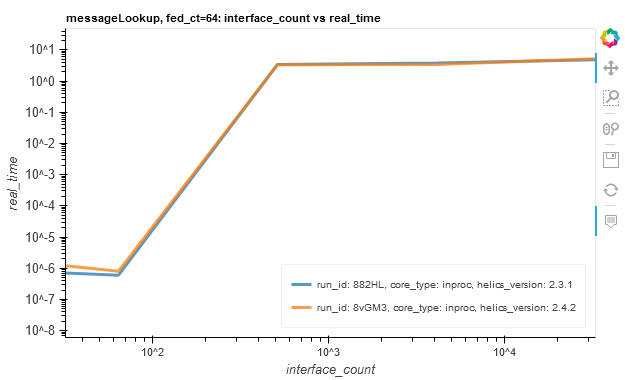 messageLookup, fed_ct=64: interface_count vs real_time
10^1
10^0
10^-1
10^-2
10^-3
10^-4
10^-5
10^-6
10^-7
10^-8
real_time
run_id: 882HL, core_type: inproc, helics_version: 2.3.1
run_id: 8vGM3, core_type: inproc, helics_version: 2.4.2
10^2
10^3
10^4
interface_count